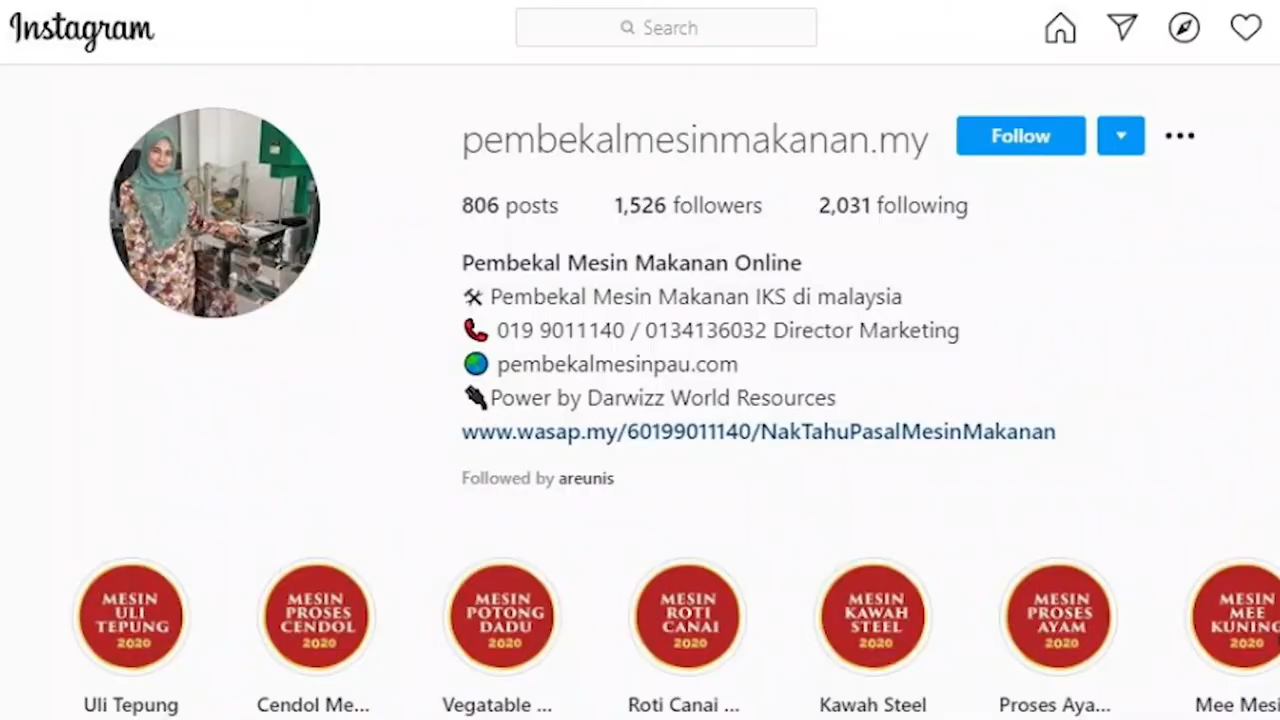 Instagram
Search
pembekalmesinmakanan.my
Follow
806 posts 1,526 followers 2,031 following
Pembekal Mesin Makanan Online
Pembekal Mesin Makanan IKS di malaysia
019 9011140 / 0134136032 Director Marketing
pembekalmesinpau.com
Power by Darwizz World Resources
www.wasap.my/60199011140/NakTahuPasalMesinMakanan
Followed by areunis
MESIN
ULI
TEPUNG
2020
MESIN
PROSES
CENDOL
2020
MESIN
POTONG
DADU
2020
MESIN
ROTI
CANAI
2020
MESIN
KAWAH
STEEL
2020
MESIN
PROSES
AYAM
2020
MESIN
MEE
KUNING
2020
Uli Tepung
Cendol Me...
Vegatable ...
Roti Canai ...
Kawah Steel
Proses Aya...
Mee Mesi